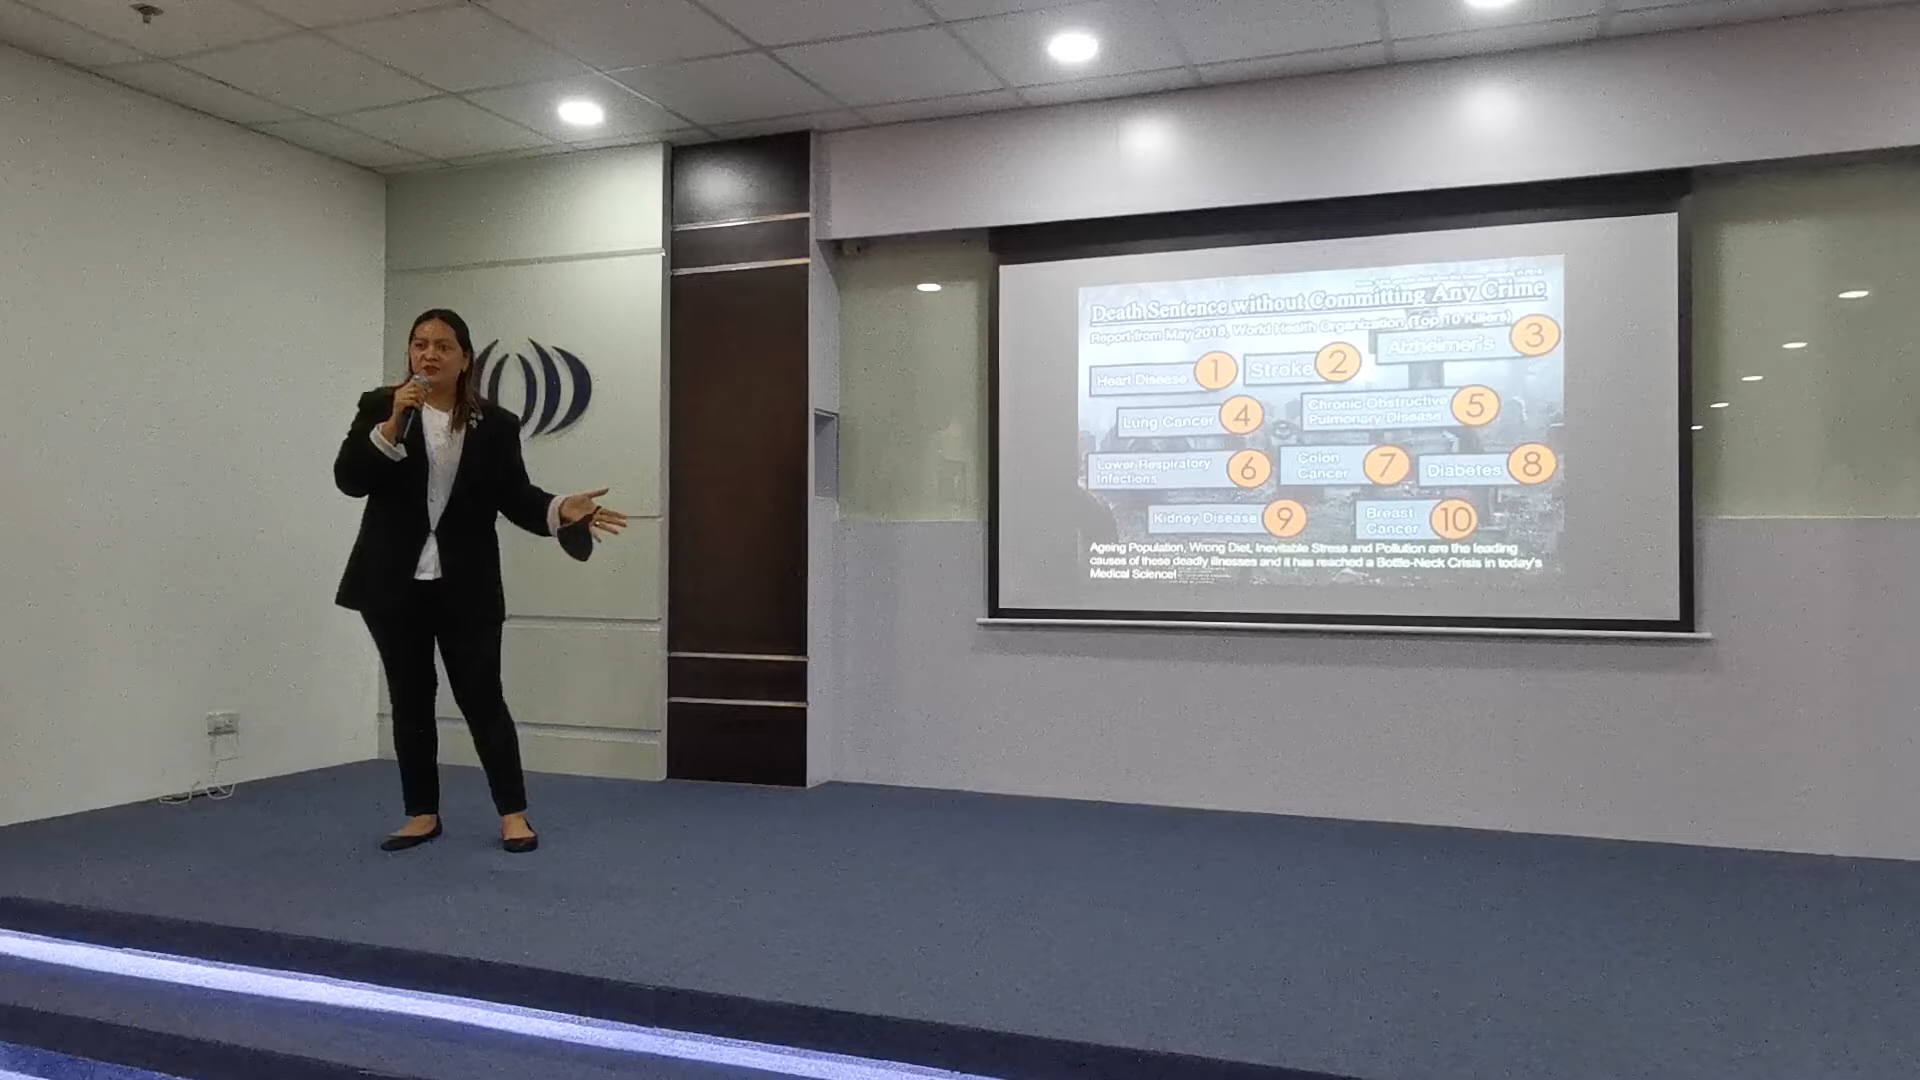 Death Sentence without Committing Any Crime
Report from May 2018, World Health Organization (Top 10 Killers)
Heart Disease 1
Stroke 2
Alzheimer's 3
Lung Cancer 4
Chronic Obstructive
Pulmonary Disease 5
Lower Respiratory
Infections 6
Colon
Cancer 7
Diabetes 8
Kidney Disease 9
Breast
Cancer 10
Ageing Population, Wrong Diet, Inevitable Stress and Pollution are the leading
causes of these deadly illnesses and it has reached a Bottle-Neck Crisis in today's
Medical Science!